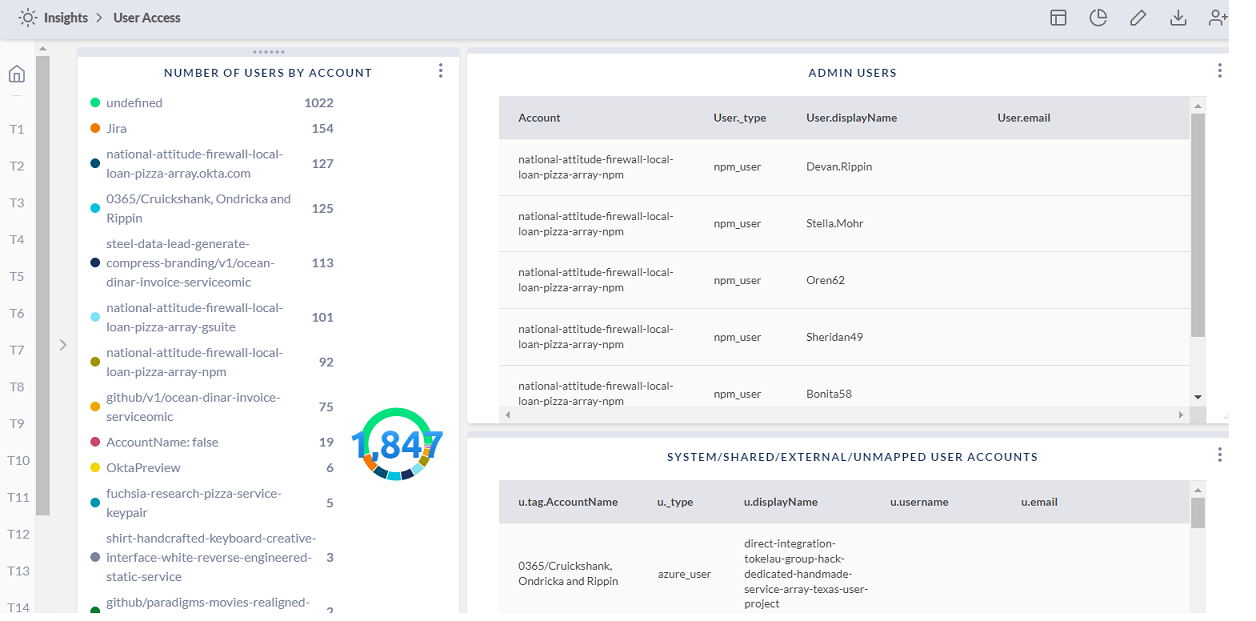 Insights > User Access
T1
T2
T3
T4
T5
T6
T7
T8
T9
T10
T11
T12
T13
T14
NUMBER OF USERS BY ACCOUNT
undefined 1022
Jira 154
national-attitude-firewall-local-
loan-pizza-array.okta.com 127
0365/Cruickshank, Ondricka and
Rippin 125
steel-data-lead-generate-
compress-branding/v1/ocean- 113
dinar-invoice-serviceomic
national-attitude-firewall-local-
loan-pizza-array-gsuite 101
national-attitude-firewall-local-
loan-pizza-array-npm 92
github/v1/ocean-dinar-invoice-
serviceomic 75
AccountName: false 19
OktaPreview 6
fuchsia-research-pizza-service-
keypair 5
shirt-handcrafted-keyboard-creative-
interface-white-reverse-engineered- 3
static-service
github/paradigms-movies-realigned-
2
1,847
ADMIN USERS
Account User._type User.displayName User.email
national-attitude-firewall-local-
loan-pizza-array-npm npm_user Devan.Rippin
national-attitude-firewall-local-
loan-pizza-array-npm npm_user Stella.Mohr
national-attitude-firewall-local-
loan-pizza-array-npm npm_user Oren62
national-attitude-firewall-local-
loan-pizza-array-npm npm_user Sheridan49
national-attitude-firewall-local-
loan-pizza-array-npm npm_user Bonita58
SYSTEM/SHARED/EXTERNAL/UNMAPPED USER ACCOUNTS
u.tag.AccountName u._type u.displayName u.username u.email
0365/Cruickshank,
Ondricka and Rippin azure_user
direct-integration-
tokelau-group-hack-
dedicated-handmade-
service-array-texas-user-
project